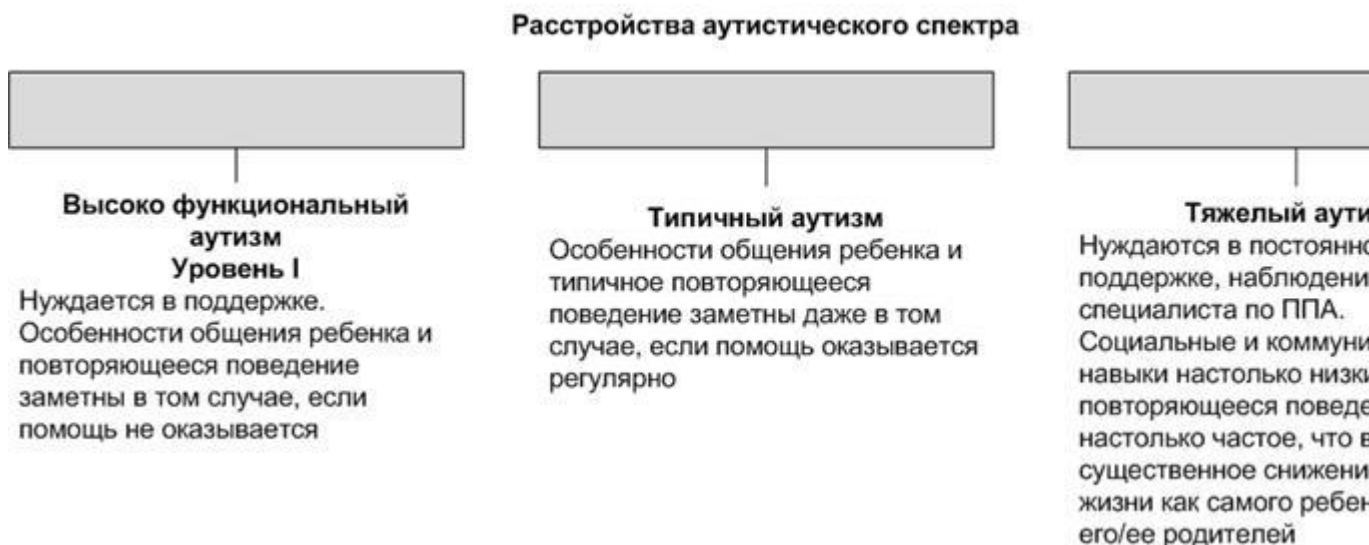 Расстройства аутистического спектра
Высоко функциональный
аутизм
Уровень I
Нуждается в поддержке.
Особенности общения ребенка и
повторяющееся поведение
заметны в том случае, если
помощь не оказывается
Типичный аутизм
Особенности общения ребенка и
типичное повторяющееся
поведение заметны даже в том
случае, если помощь оказывается
регулярно
Тяжелый
Нуждаются в
поддержке,
специалиста по ППА.
Социальные и
навыки настолько
повторяющееся
настолько частое, что
существенное
жизни как самого
его/ее родителей